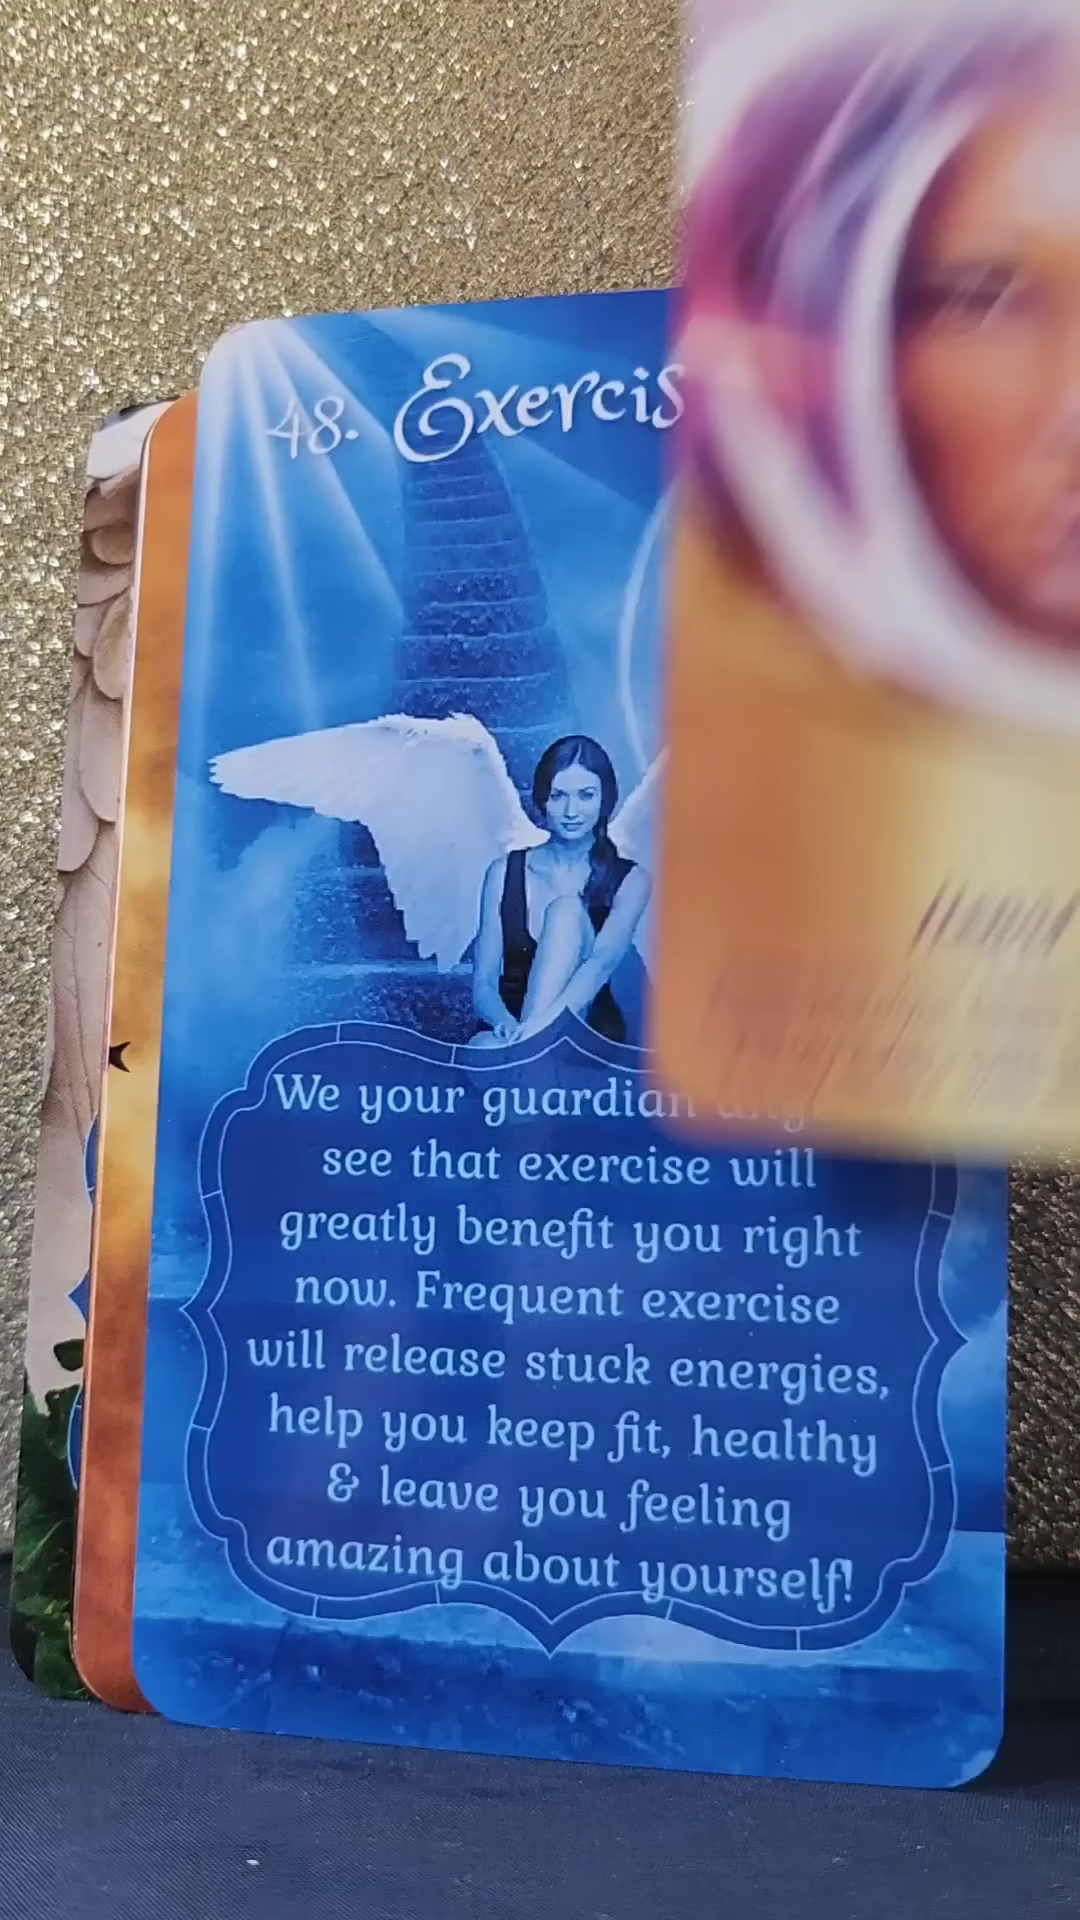 48. Exercis
We your guardian
see that exercise will
greatly benefit you right
now. Frequent exercise
will release stuck energies,
help you keep fit, healthy
& leave you feeling
amazing about yourself!